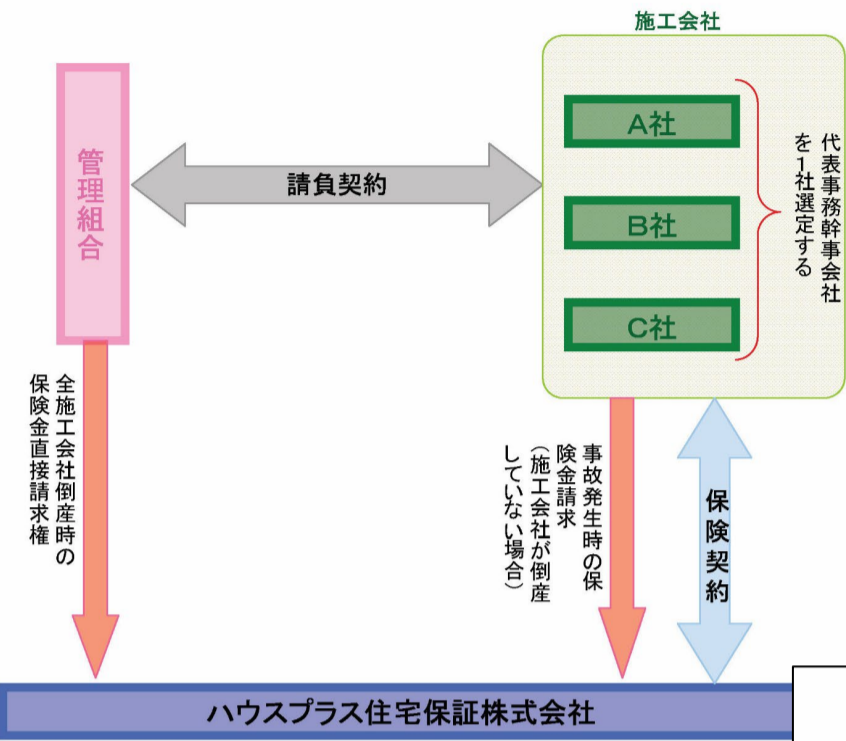 施工会社
管理組合
請負契約
A社
B社
C社
代表事務幹事会社
を1社選定する
全施工会社倒産時の
保険金直接請求権
事故発生時の保
険金請求
(施工会社が倒産
していない場合)
保険契約
ハウスプラス住宅保証株式会社